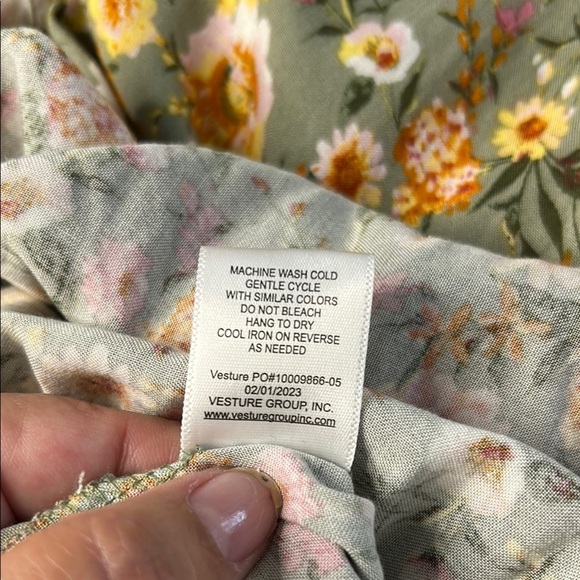 MACHINE WASH COLD
GENTLE CYCLE
WITH SIMILAR COLORS
DO NOT BLEACH
HANG TO DRY
COOL IRON ON REVERSE
AS NEEDED
Vesture PO#10009866-05
02/01/2023
VESTURE GROUP, INC.
www.vesturegroupinc.com